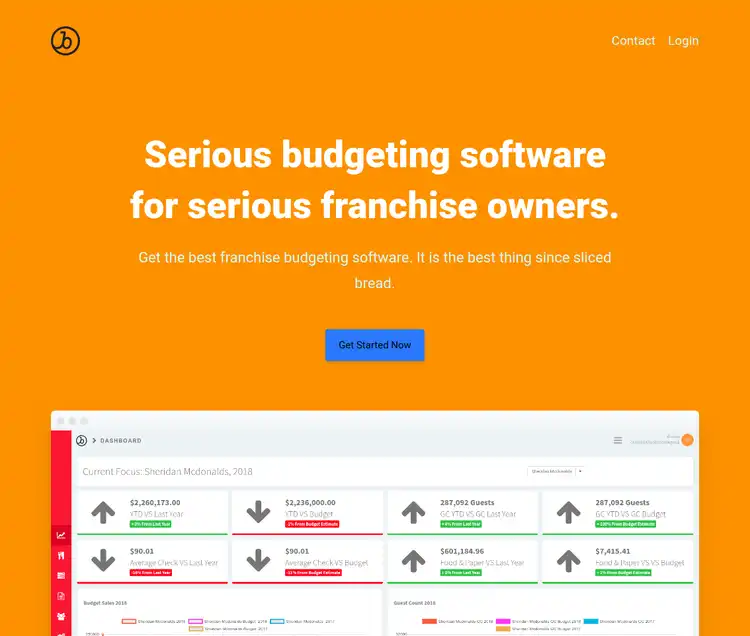 Contact Login
Serious budgeting software
for serious franchise owners.
Get the best franchise budgeting software. It is the best thing since sliced
bread.
Get Started Now
DASHBOARD
Current Focus: Sheridan Mcdonlalds, 2018
Sheridan Mcdonlalds
$2,260,173.00
YTD VS Last Year
$2,236,000.00
YTD VS Budget
287,092 Guests
GC YTD VS GC Last Year
287,092 Guests
GC YTD VS GC Budget
$90.01
Average Check VS Last Year
$90.01
Average Check VS Budget
$601,184.96
Food & Paper VS Last Year
$7,415.41
Food & Paper VS VS Budget
Budget Sales 2018
Guest Count 2018